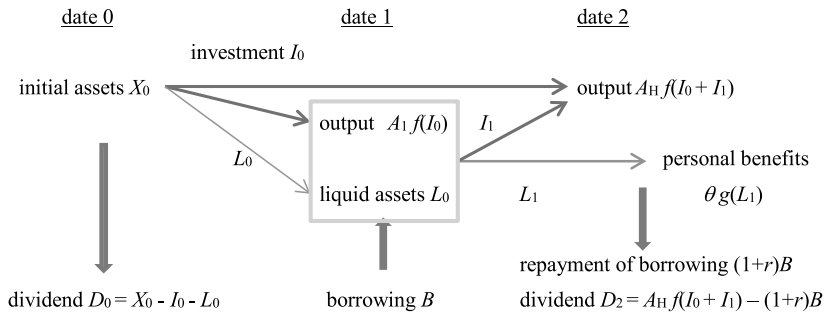 date 0 date 1 date 2
investment I₀
initial assets X₀ output A_H f(I₀ + I₁)
output A₁ f(I₀) I₁
L₀ personal benefits
liquid assets L₀ L₁ θ g(L₁)
repayment of borrowing (1+r)B
dividend D₀ = X₀ - I₀ - L₀ borrowing B dividend D₂ = A_H f(I₀ + I₁) – (1+r)B